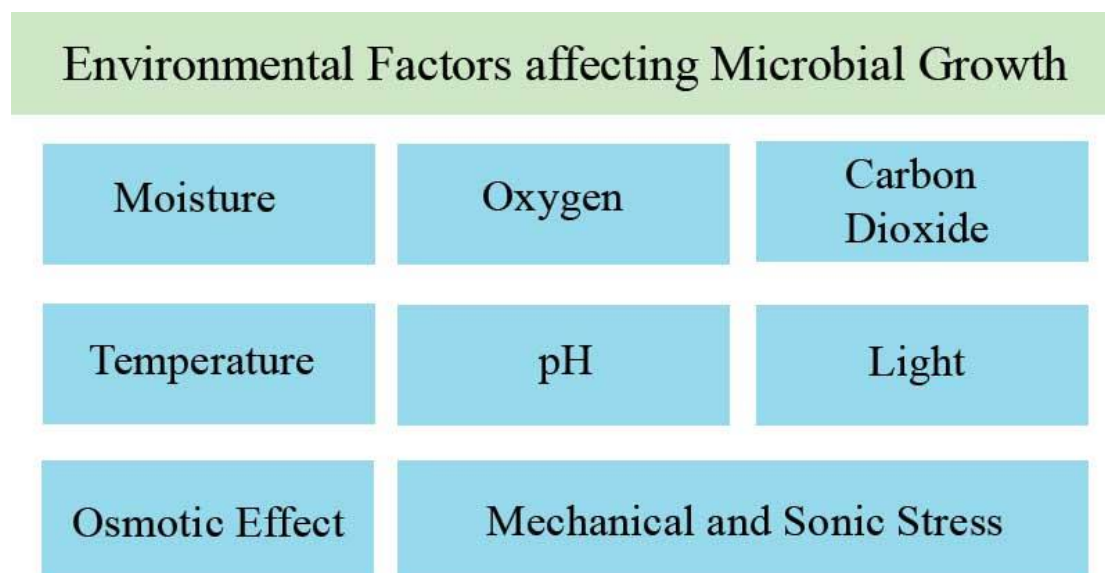 Environmental Factors affecting Microbial Growth
Moisture
Oxygen
Carbon
Dioxide
Temperature
pH
Light
Osmotic Effect
Mechanical and Sonic Stress